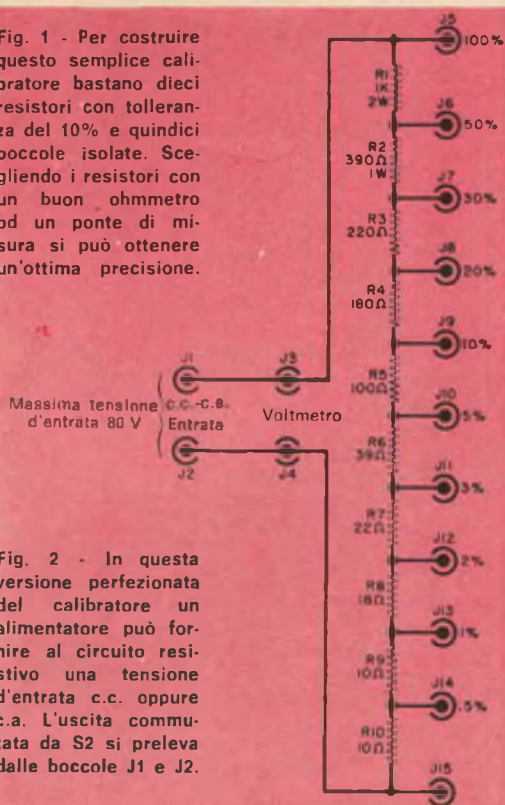 Fig. 1 - Per costruire
questo semplice cali-
bratore bastano dieci
resistori con tolleran-
za del 10% e quindici
boccole isolate. Sce-
gliendo i resistori con
un buon ohmmetro
od un ponte di mi-
sura si può ottenere
un'ottima precisione.
J5
100%
R1
1K
2W
J6
50%
R2
390Ω
1W
J7
30%
R3
220Ω
J8
20%
R4
180Ω
J9
10%
R5
100Ω
J10
5%
R6
39Ω
J11
3%
R7
22Ω
J12
2%
R8
18Ω
J13
1%
R9
10Ω
J14
.5%
R10
10Ω
J15
J1
J3
Massima tensione
d'entrata 80 V
C.C.-C.A.
Entrata
Voltmetro
J2
J4
Fig. 2 - In questa
versione perfezionata
del calibratore un
alimentatore può for-
nire al circuito resi-
stivo una tensione
d'entrata c.c. oppure
c.a. L'uscita commu-
tata da S2 si preleva
dalle boccole J1 e J2.